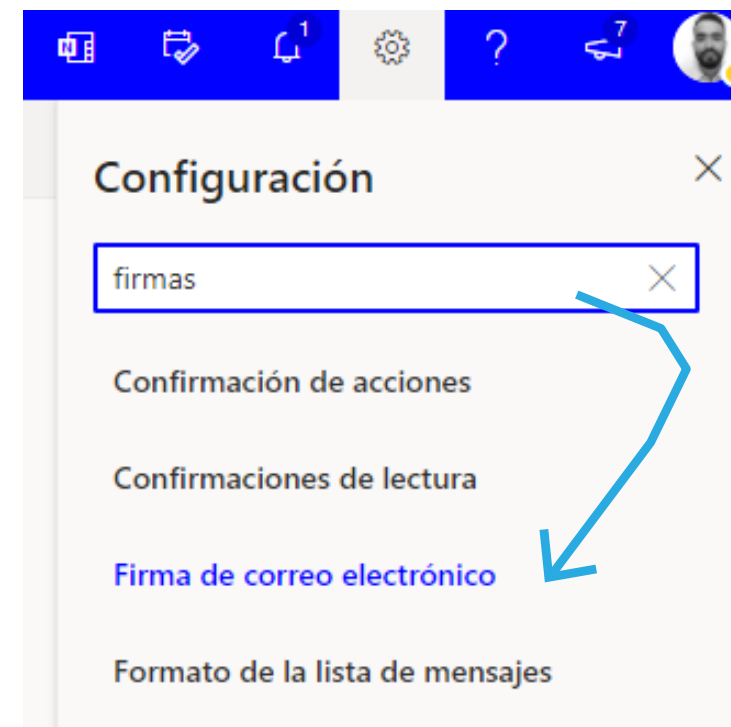 N
1
?
7
Configuración
firmas
Confirmación de acciones
Confirmaciones de lectura
Firma de correo electrónico
Formato de la lista de mensajes